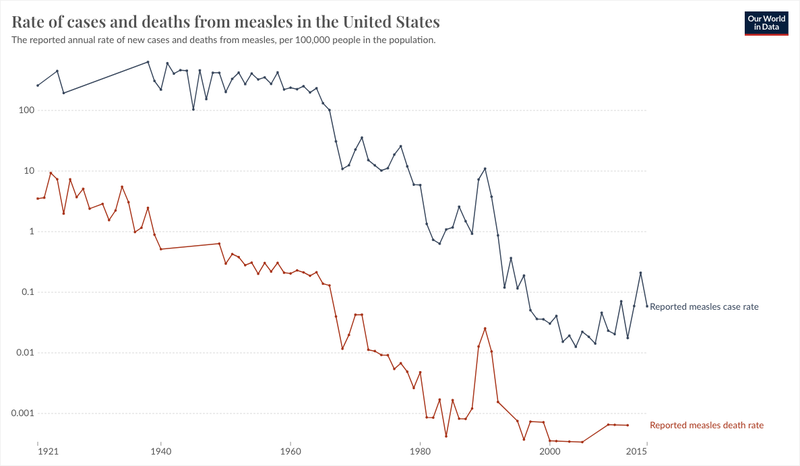 Rate of cases and deaths from measles in the United States
The reported annual rate of new cases and deaths from measles, per 100,000 people in the population.
Our World
in Data
100
10
1
0.1
0.01
0.001
Reported measles case rate
Reported measles death rate
1921
1940
1960
1980
2000
2015